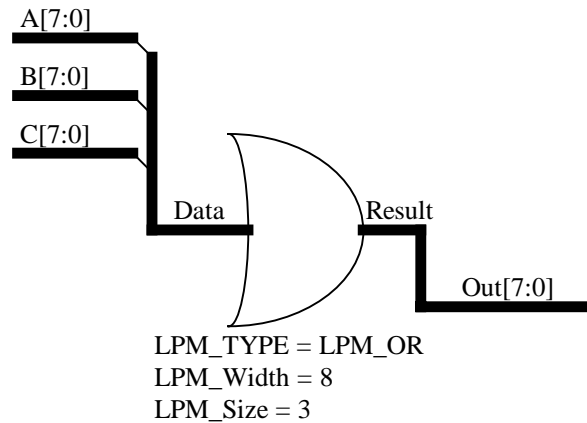 A[7:0]
B[7:0]
C[7:0]
Data
Result
Out[7:0]
LPM_TYPE = LPM_OR
LPM_Width = 8
LPM_Size = 3